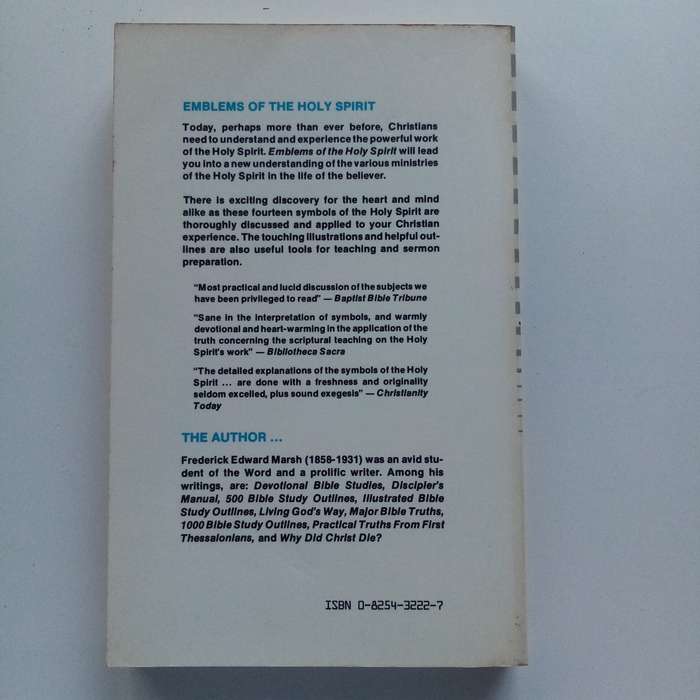 EMBLEMS OF THE HOLY SPIRIT
Today, perhaps more than ever before, Christians
need to understand and experience the powerful work
of the Holy Spirit. Emblems of the Holy Spirit will lead
you into a new understanding of the various ministries
of the Holy Spirit in the life of the believer.
There is exciting discovery for the heart and mind
alike as these fourteen symbols of the Holy Spirit are
thoroughly discussed and applied to your Christian
experience. The touching illustrations and helpful out-
lines are also useful tools for teaching and sermon
preparation.
"Most practical and lucid discussion of the subjects we
have been privileged to read" — Baptist Bible Tribune
"Sane in the interpretation of symbols, and warmly
devotional and heart-warming in the application of the
truth concerning the scriptural teaching on the Holy
Spirit's work" — Bibliotheca Sacra
"The detailed explanations of the symbols of the Holy
Spirit ... are done with a freshness and originality
seldom excelled, plus sound exegesis" — Christianity
Today
THE AUTHOR ...
Frederick Edward Marsh (1858-1931) was an avid stu-
dent of the Word and a prolific writer. Among his
writings, are: Devotional Bible Studies, Discipler's
Manual, 500 Bible Study Outlines, Illustrated Bible
Study Outlines, Living God's Way, Major Bible Truths,
1000 Bible Study Outlines, Practical Truths From First
Thessalonians, and Why Did Christ Die?
ISBN 0-8254-3222-7